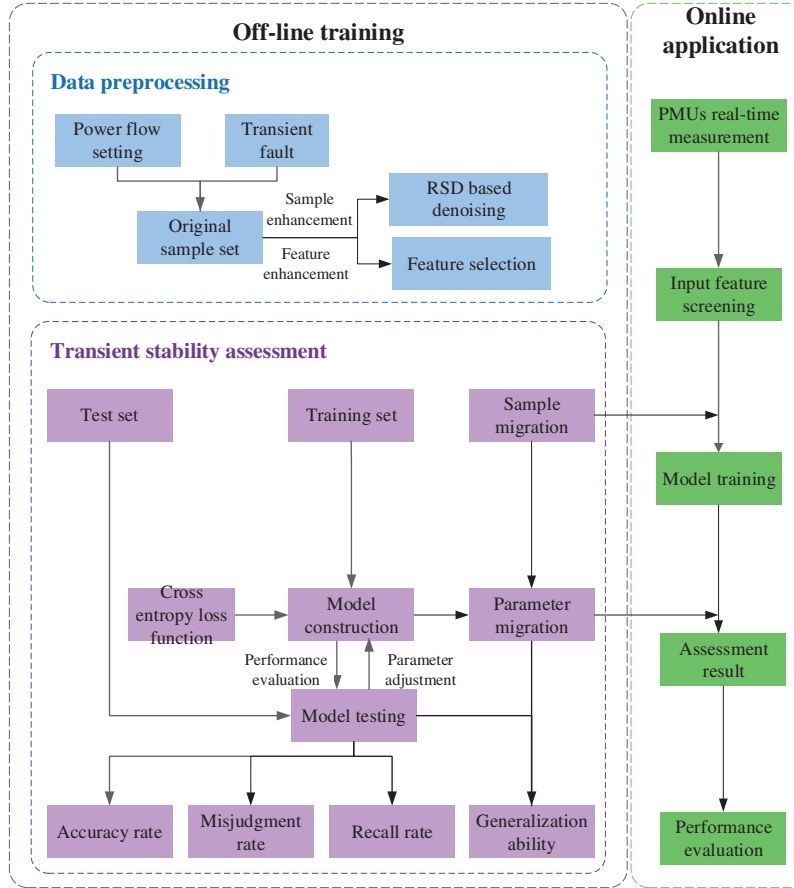 Off-line training
Data preprocessing
Power flow
setting
Transient
fault
Original
sample set
Sample
enhancement
Feature
enhancement
RSD based
denoising
Feature selection
Transient stability assessment
Test set
Training set
Sample
migration
Cross
entropy loss
function
Model
construction
Parameter
migration
Performance
evaluation
Parameter
adjustment
Model testing
Accuracy rate
Misjudgment
rate
Recall rate
Generalization
ability
Online
application
PMUs real-time
measurement
Input feature
screening
Model training
Assessment
result
Performance
evaluation